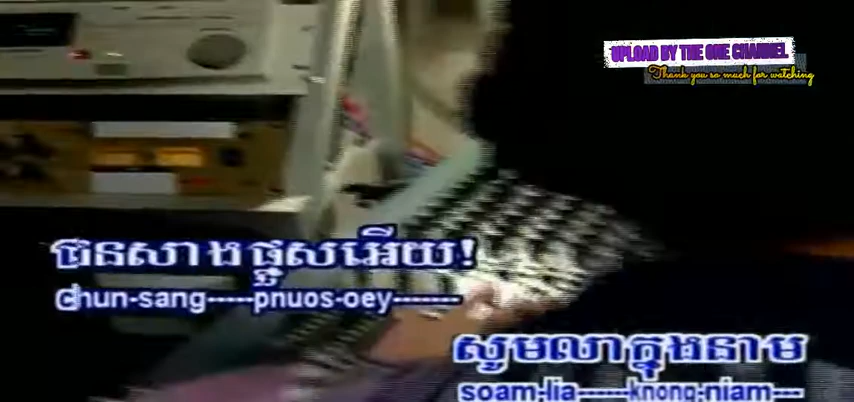 UPLOAD BY THE ONE CHANNEL
Thank you so much for watching
ជនសាងផ្នួសអើយ!
chun-sang-----pnuos-oey-------
សូមលាក្នុងនាម
soam-lia------knong-niam---